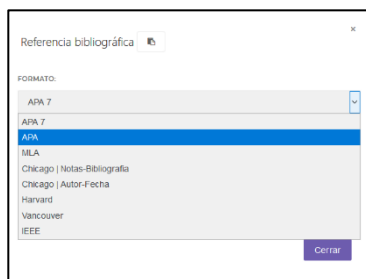 ×
Referencia bibliográfica
FORMATO:
APA 7
APA 7
APA
MLA
Chicago | Notas-Bibliografía
Chicago | Autor-Fecha
Harvard
Vancouver
IEEE
Cerrar